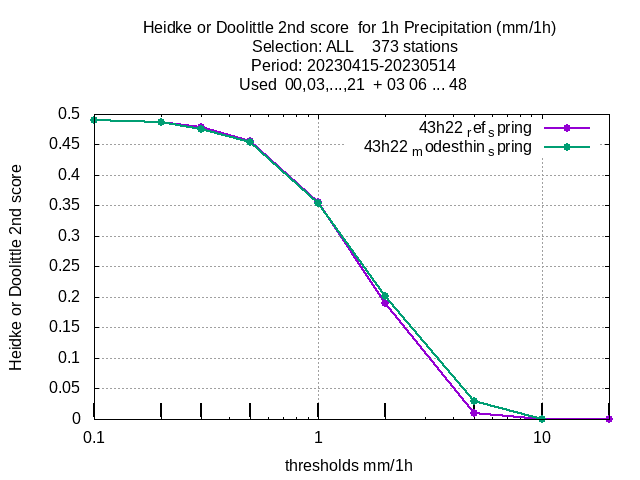 Heidke or Doolittle 2nd score  for 1h Precipitation (mm/1h)
Selection: ALL    373 stations
Period: 20230415-20230514
Used  00,03,...,21  + 03 06 ... 48
43h22 ref spring
43h22 modesthin spring
Heidke or Doolittle 2nd score
0.5
0.45
0.4
0.35
0.3
0.25
0.2
0.15
0.1
0.05
0
0.1 1 10
thresholds mm/1h